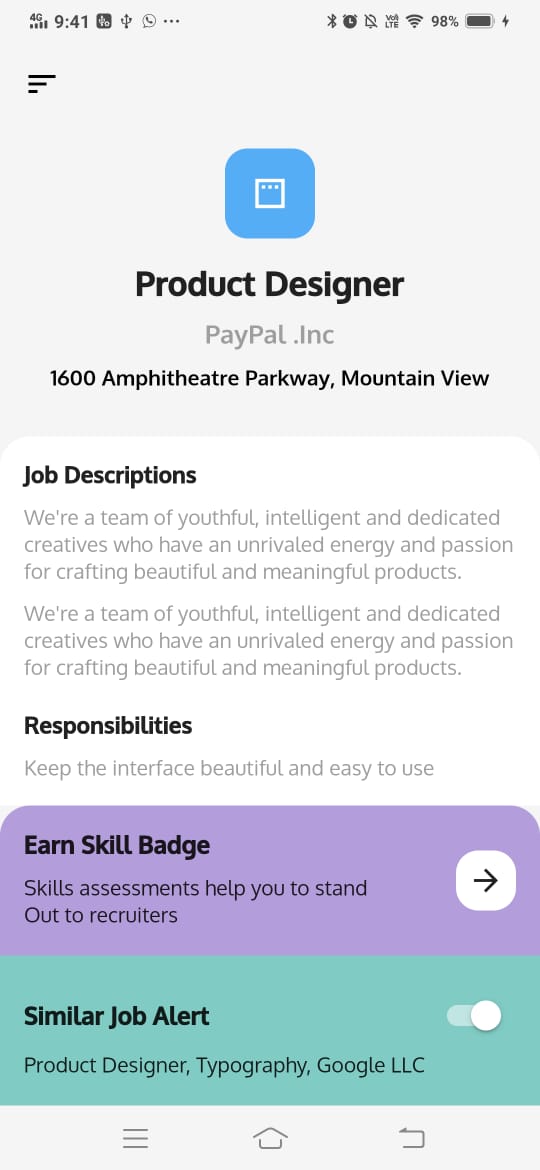 4G 9:41 98%
VoI) LTE
Product Designer
PayPal .Inc
1600 Amphitheatre Parkway, Mountain View
Job Descriptions
We're a team of youthful, intelligent and dedicated
creatives who have an unrivaled energy and passion
for crafting beautiful and meaningful products.
We're a team of youthful, intelligent and dedicated
creatives who have an unrivaled energy and passion
for crafting beautiful and meaningful products.
Responsibilities
Keep the interface beautiful and easy to use
Earn Skill Badge
Skills assessments help you to stand
Out to recruiters
Similar Job Alert
Product Designer, Typography, Google LLC